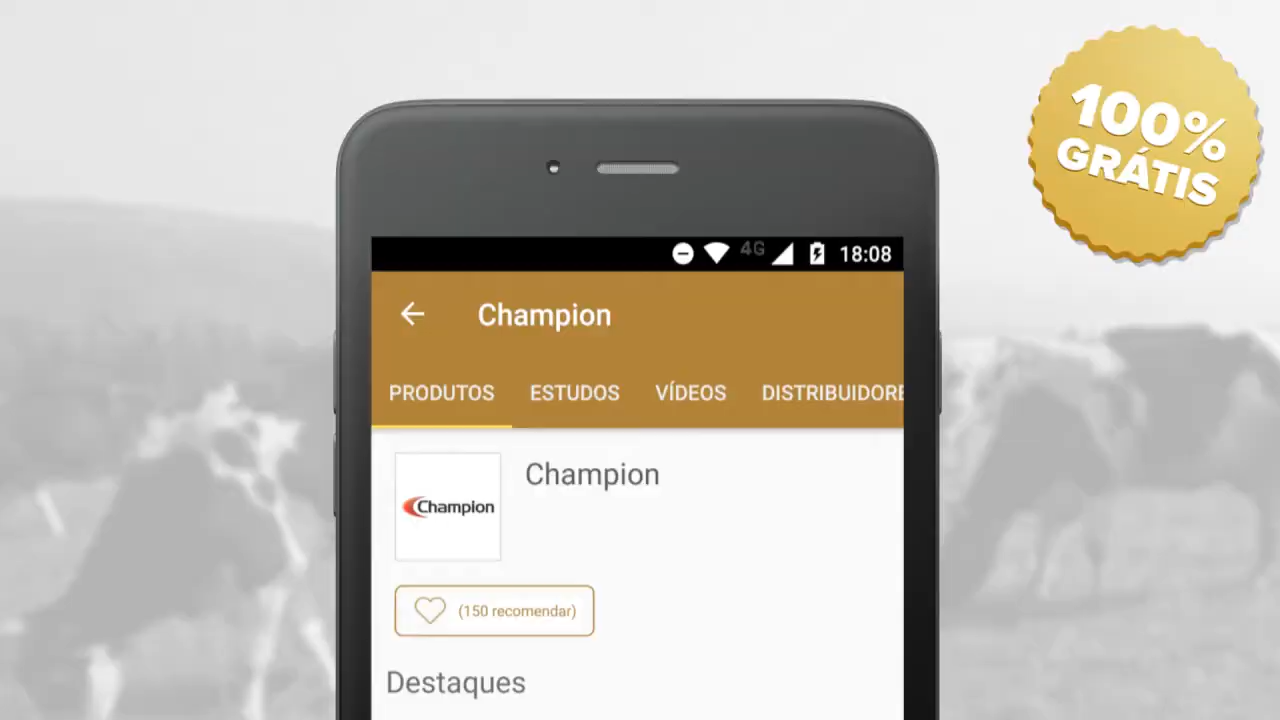 100%
GRÁTIS
4G
18:08
Champion
PRODUTOS
ESTUDOS
VÍDEOS
DISTRIBUIDORE
Champion
Champion
(150 recomendar)
Destaques